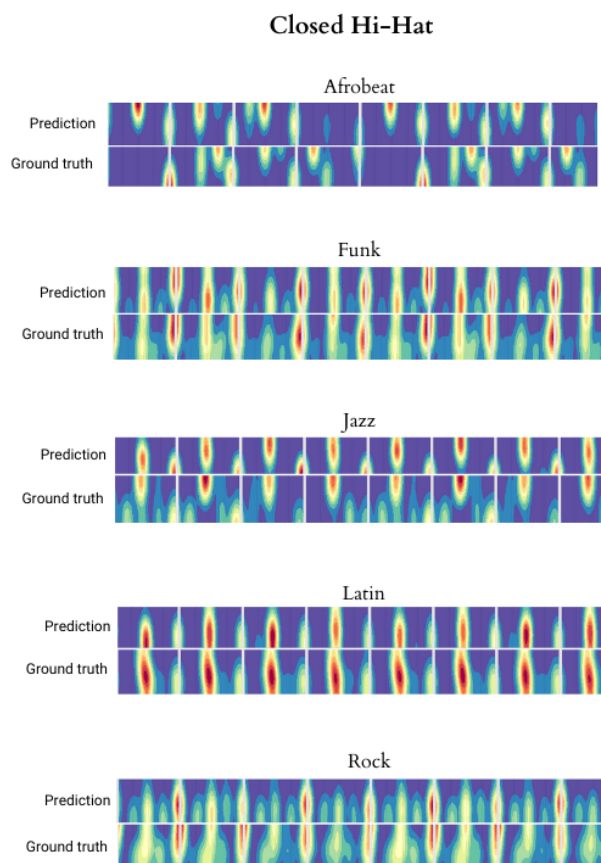 Closed Hi-Hat
Afrobeat
Prediction
Ground truth
Funk
Prediction
Ground truth
Jazz
Prediction
Ground truth
Latin
Prediction
Ground truth
Rock
Prediction
Ground truth